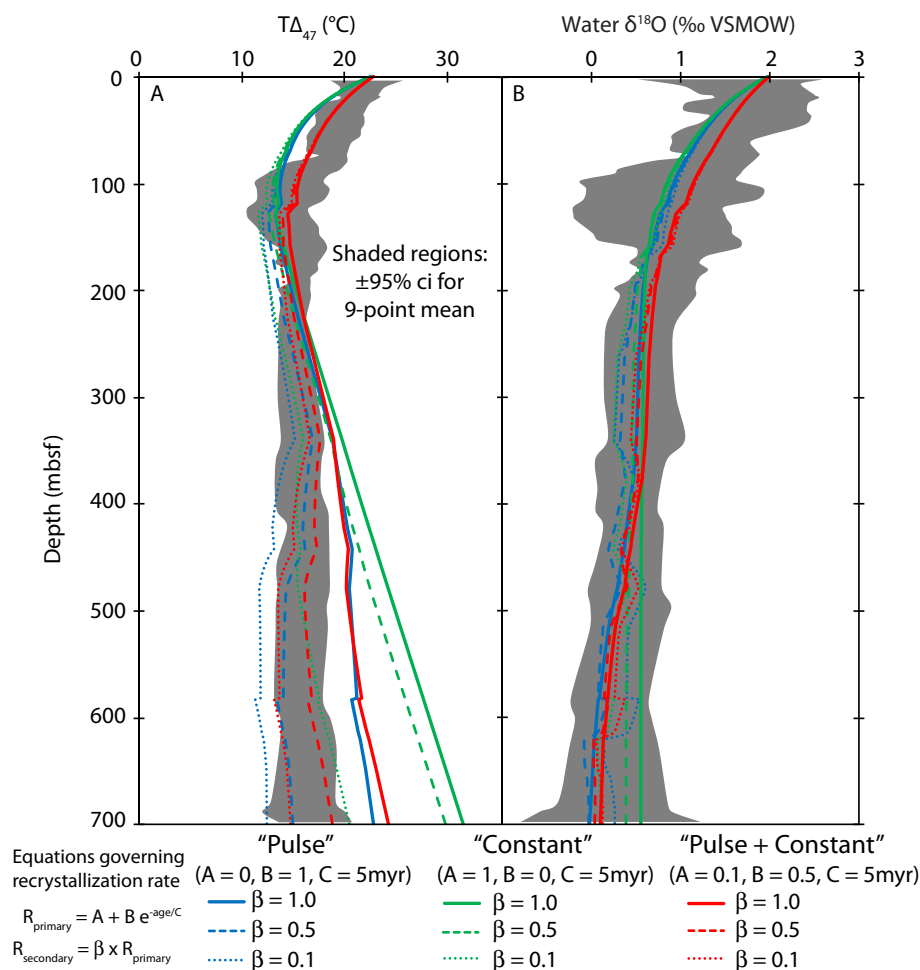 TΔ47 (°C)
Water δ18O (‰ VSMOW)
0 10 20 30
0 1 2 3
A
B
0
100
200
300
400
500
600
700
Depth (mbsf)
Shaded regions:
±95% ci for
9-point mean
Equations governing
recrystallization rate
Rprimary = A + B e-age/C
Rsecondary = β x Rprimary
"Pulse"
(A = 0, B = 1, C = 5myr)
β = 1.0
β = 0.5
β = 0.1
"Constant"
(A = 1, B = 0, C = 5myr)
β = 1.0
β = 0.5
β = 0.1
"Pulse + Constant"
(A = 0.1, B = 0.5, C = 5myr)
β = 1.0
β = 0.5
β = 0.1